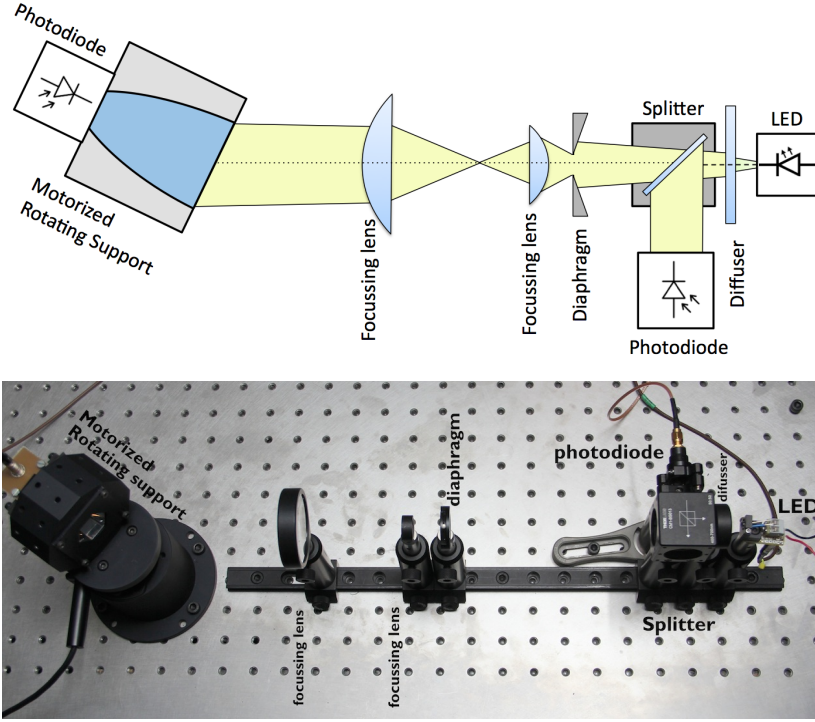 Photodiode
Motorized
Rotating Support
Focussing lens
Focussing lens
Diaphragm
Splitter
Photodiode
Diffuser
LED
Motorized
Rotating support
focussing lens
focussing lens
diaphragm
photodiode
difusser
LED
Splitter